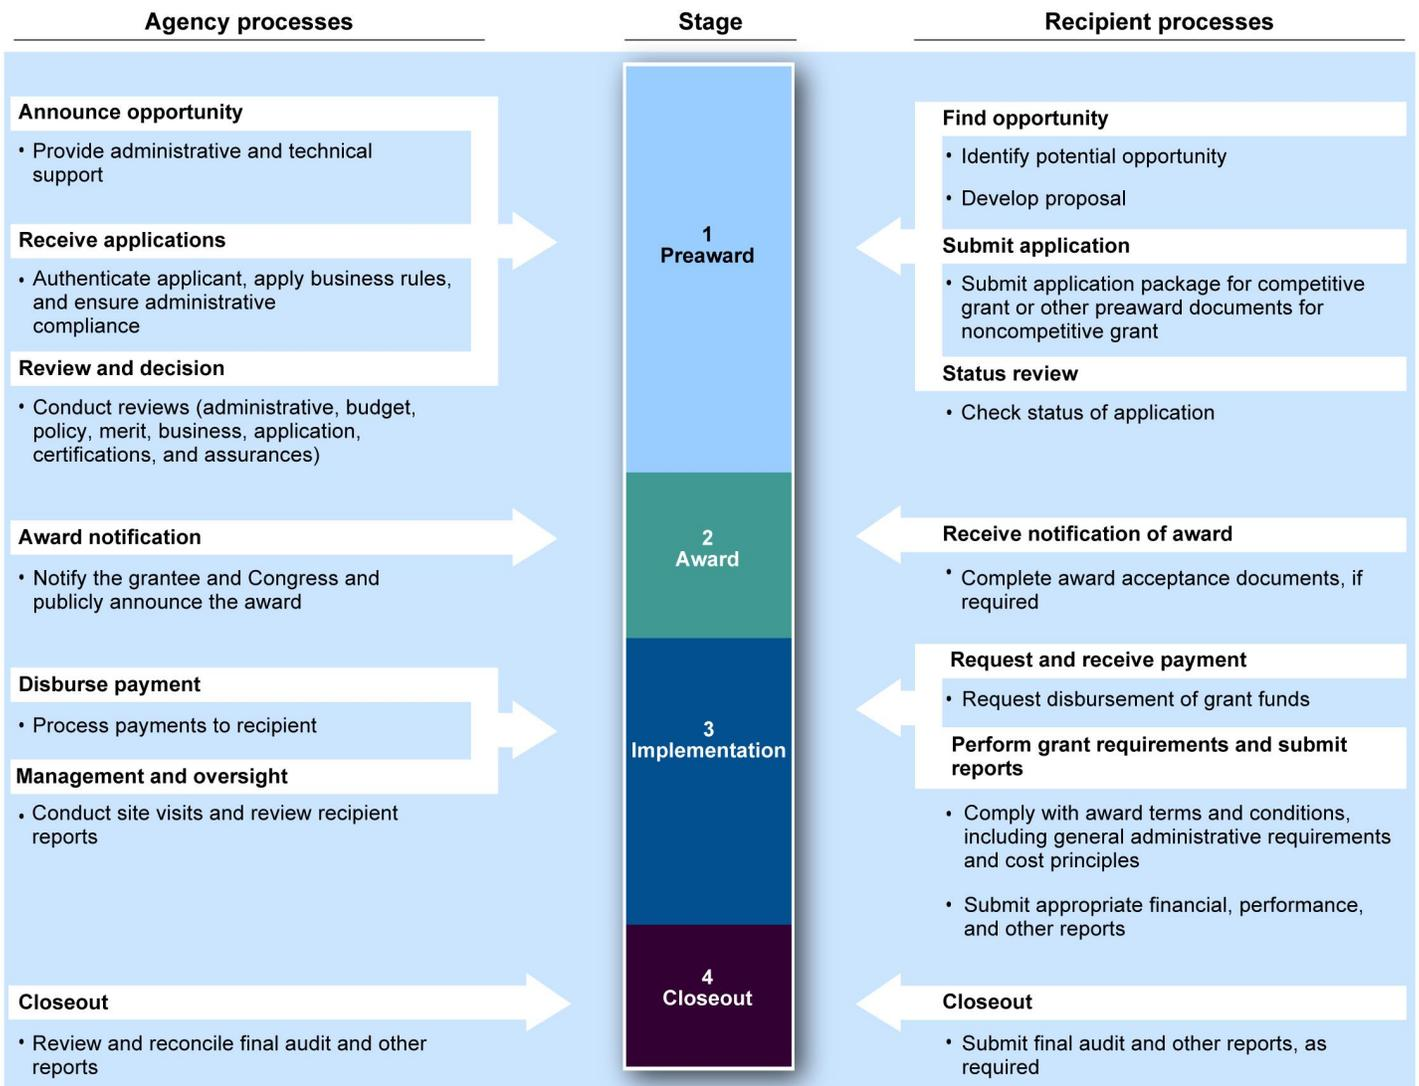 Agency processes
Stage
Recipient processes
Announce opportunity
• Provide administrative and technical
support
Receive applications
• Authenticate applicant, apply business rules,
and ensure administrative
compliance
Review and decision
• Conduct reviews (administrative, budget,
policy, merit, business, application,
certifications, and assurances)
Award notification
• Notify the grantee and Congress and
publicly announce the award
Disburse payment
• Process payments to recipient
Management and oversight
• Conduct site visits and review recipient
reports
Closeout
• Review and reconcile final audit and other
reports
1
Preaward
2
Award
3
Implementation
4
Closeout
Find opportunity
• Identify potential opportunity
• Develop proposal
Submit application
• Submit application package for competitive
grant or other preaward documents for
noncompetitive grant
Status review
• Check status of application
Receive notification of award
• Complete award acceptance documents, if
required
Request and receive payment
• Request disbursement of grant funds
Perform grant requirements and submit
reports
• Comply with award terms and conditions,
including general administrative requirements
and cost principles
• Submit appropriate financial, performance,
and other reports
Closeout
• Submit final audit and other reports, as
required